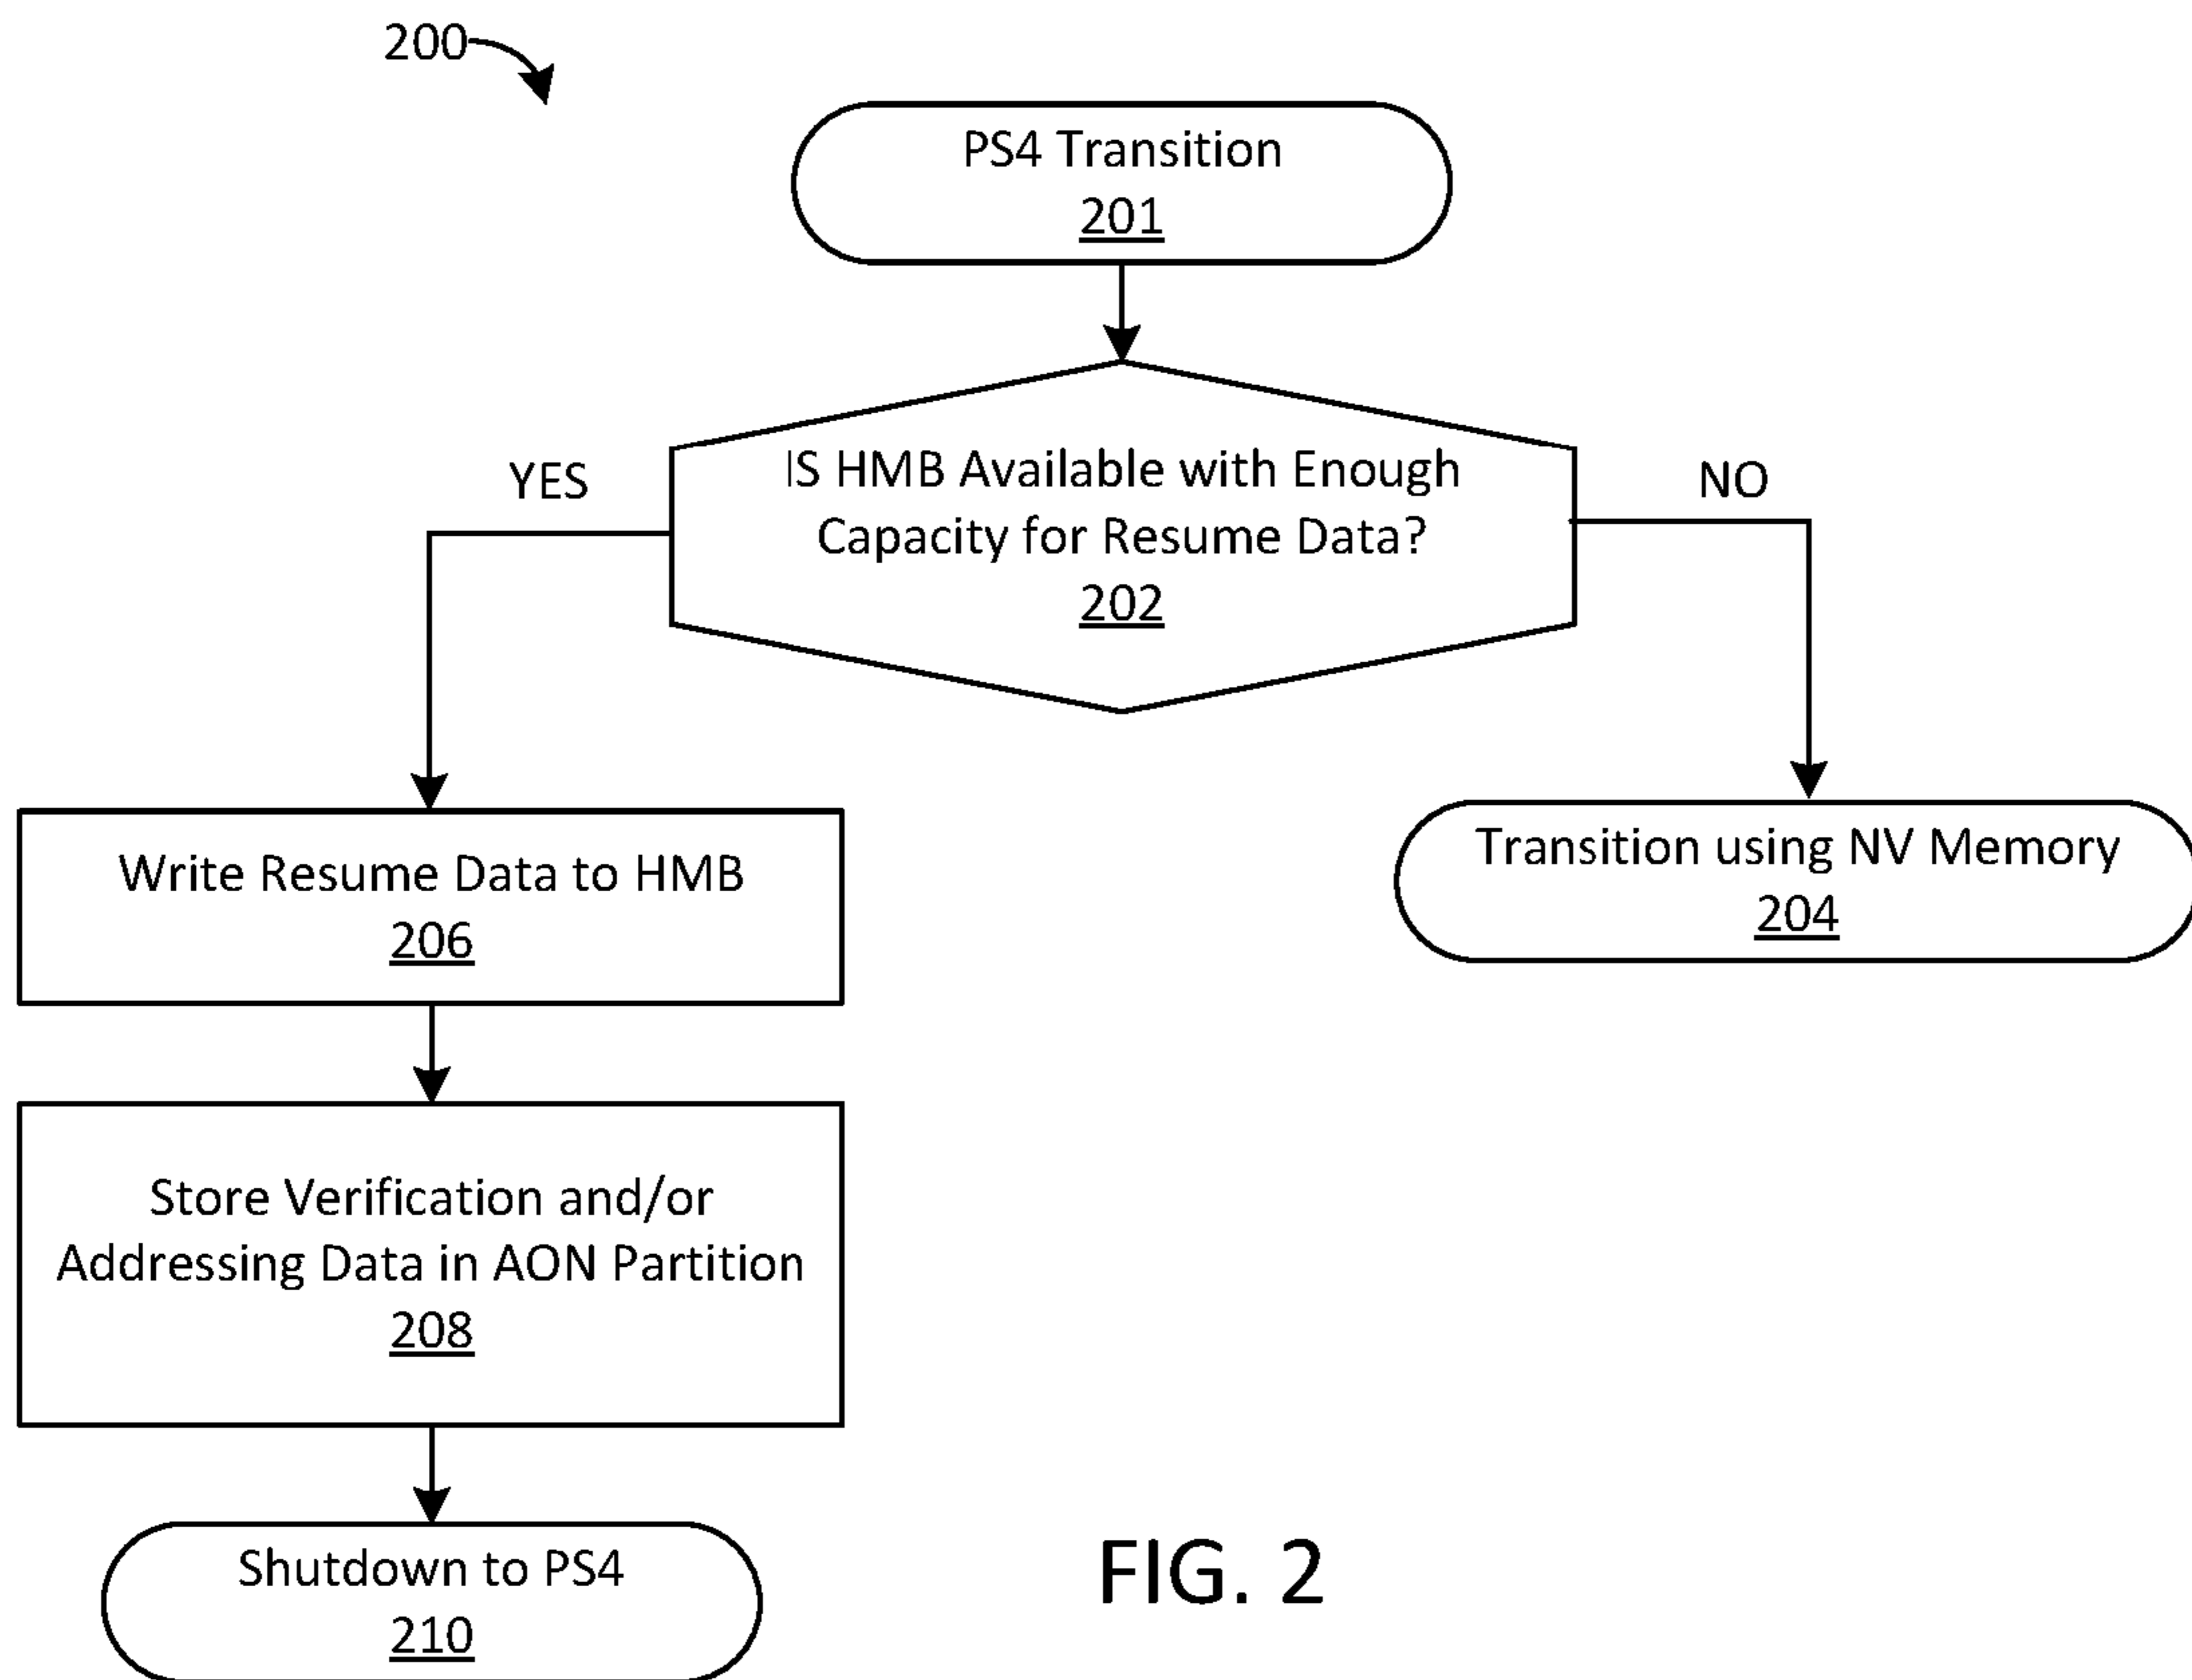 200
PS4 Transition
201
IS HMB Available with Enough
Capacity for Resume Data?
202
YES
NO
Write Resume Data to HMB
206
Transition using NV Memory
204
Store Verification and/or
Addressing Data in AON Partition
208
Shutdown to PS4
210
FIG. 2